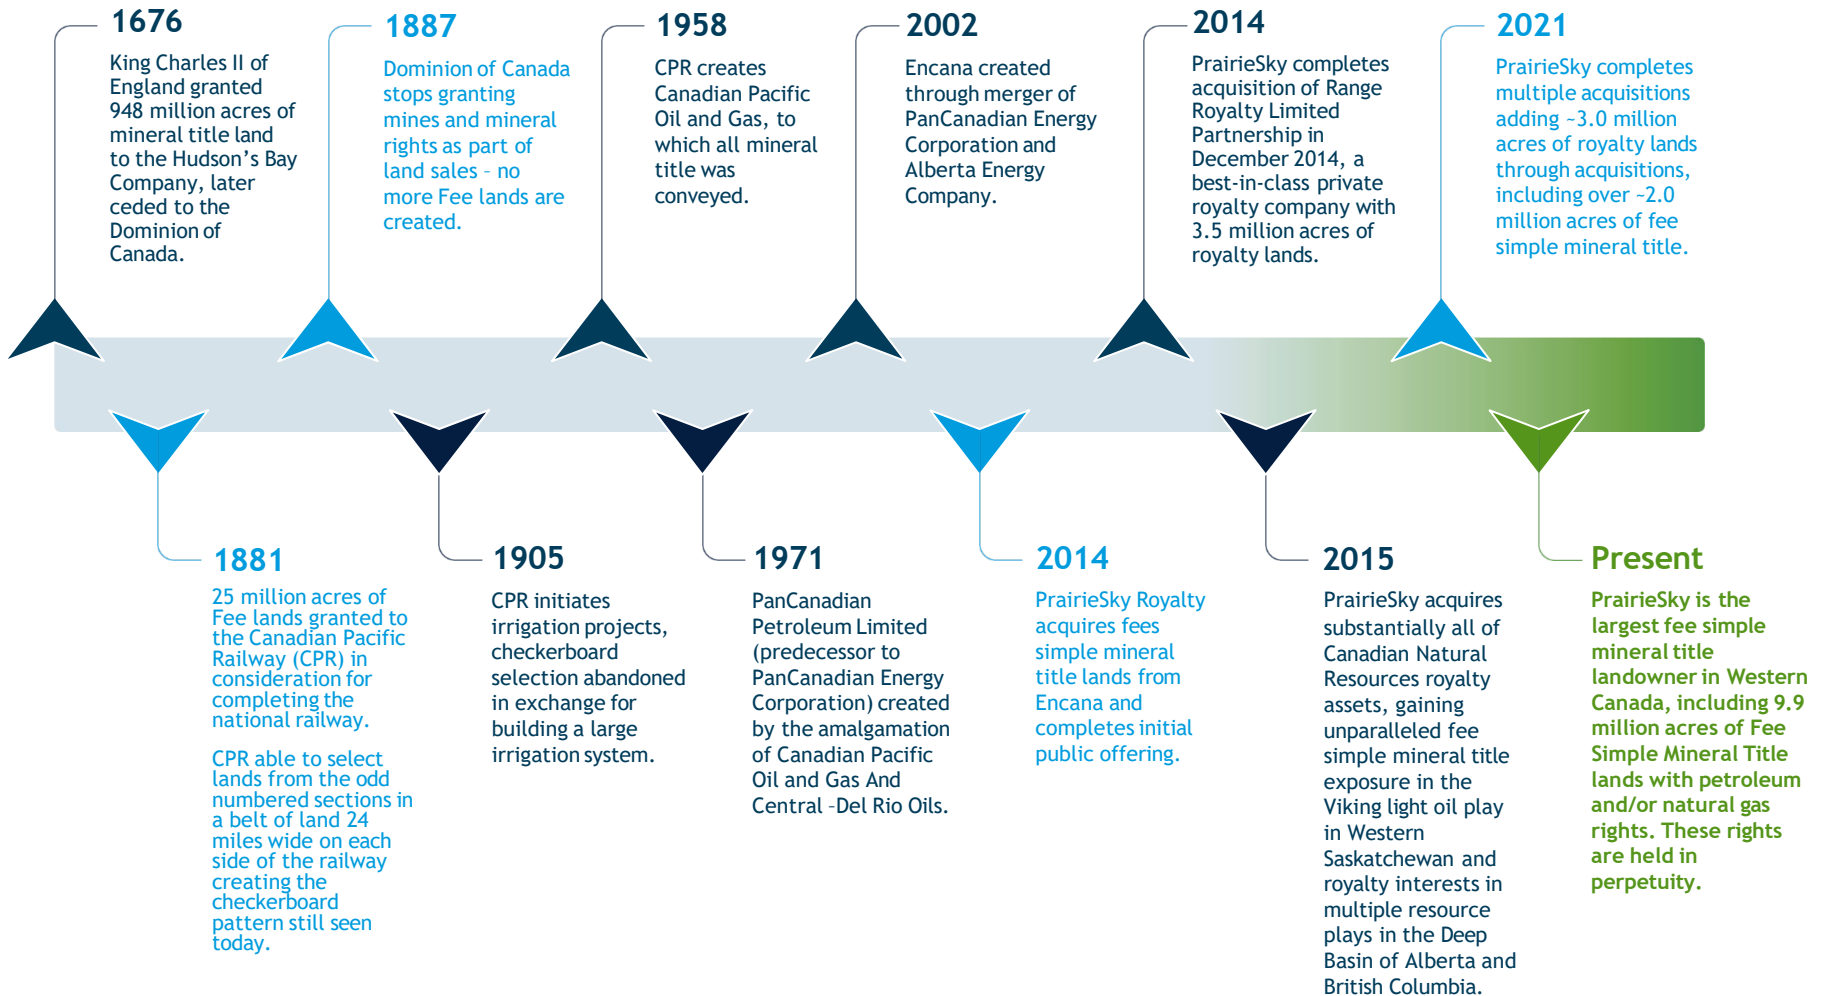 1676
King Charles II of
England granted
948 million acres of
mineral title land
to the Hudson's Bay
Company, later
ceded to the
Dominion of
Canada.
1887
Dominion of Canada
stops granting
mines and mineral
rights as part of
land sales – no
more Fee lands are
created.
1958
CPR creates
Canadian Pacific
Oil and Gas, to
which all mineral
title was
conveyed.
2002
Encana created
through merger of
PanCanadian Energy
Corporation and
Alberta Energy
Company.
2014
PrairieSky completes
acquisition of Range
Royalty Limited
Partnership in
December 2014, a
best-in-class private
royalty company with
3.5 million acres of
royalty lands.
2021
PrairieSky completes
multiple acquisitions
adding ~3.0 million
acres of royalty lands
through acquisitions,
including over ~2.0
million acres of fee
simple mineral title.
1881
25 million acres of
Fee lands granted to
the Canadian Pacific
Railway (CPR) in
consideration for
completing the
national railway.
CPR able to select
lands from the odd
numbered sections in
a belt of land 24
miles wide on each
side of the railway
creating the
checkerboard
pattern still seen
today.
1905
CPR initiates
irrigation projects,
checkerboard
selection abandoned
in exchange for
building a large
irrigation system.
1971
PanCanadian
Petroleum Limited
(predecessor to
PanCanadian Energy
Corporation) created
by the amalgamation
of Canadian Pacific
Oil and Gas And
Central –Del Rio Oils.
2014
PrairieSky Royalty
acquires fees
simple mineral
title lands from
Encana and
completes initial
public offering.
2015
PrairieSky acquires
substantially all of
Canadian Natural
Resources royalty
assets, gaining
unparalleled fee
simple mineral title
exposure in the
Viking light oil play
in Western
Saskatchewan and
royalty interests in
multiple resource
plays in the Deep
Basin of Alberta and
British Columbia.
Present
PrairieSky is the
largest fee simple
mineral title
landowner in Western
Canada, including 9.9
million acres of Fee
Simple Mineral Title
lands with petroleum
and/or natural gas
rights. These rights
are held in
perpetuity.